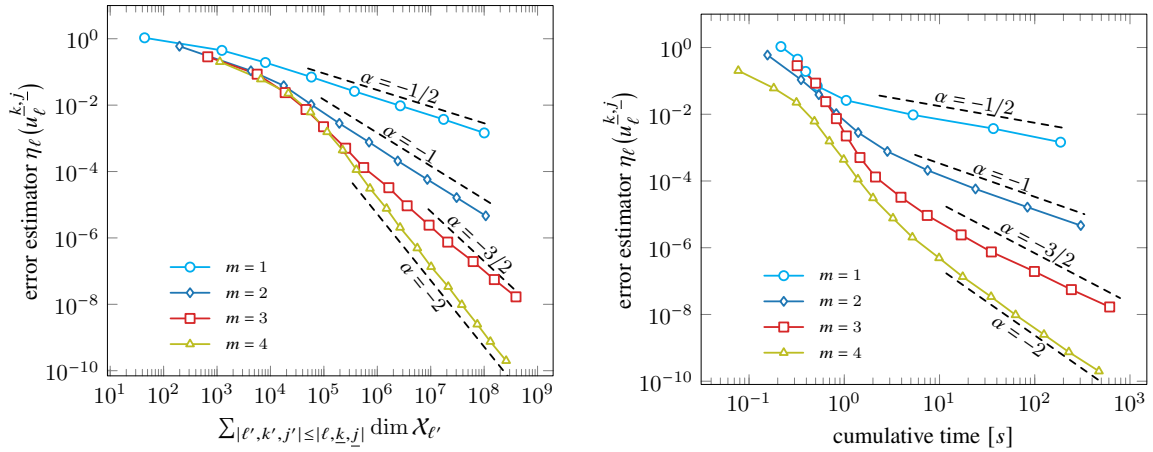 error estimator η_ℓ(u_ℓ^{k̲,j̲})
10^0
10^−2
10^−4
10^−6
10^−8
10^−10
α = −1/2
α = −1
α = −3/2
α = −2
m = 1
m = 2
m = 3
m = 4
10^1 10^2 10^3 10^4 10^5 10^6 10^7 10^8 10^9
∑_{|ℓ′,k′,j′|≤|ℓ,k̲,j̲|} dim 𝒳_ℓ′
error estimator η_ℓ(u_ℓ^{k̲,j̲})
10^0
10^−2
10^−4
10^−6
10^−8
10^−10
α = −1/2
α = −1
α = −3/2
α = −2
m = 1
m = 2
m = 3
m = 4
10^−1 10^0 10^1 10^2 10^3
cumulative time [s]